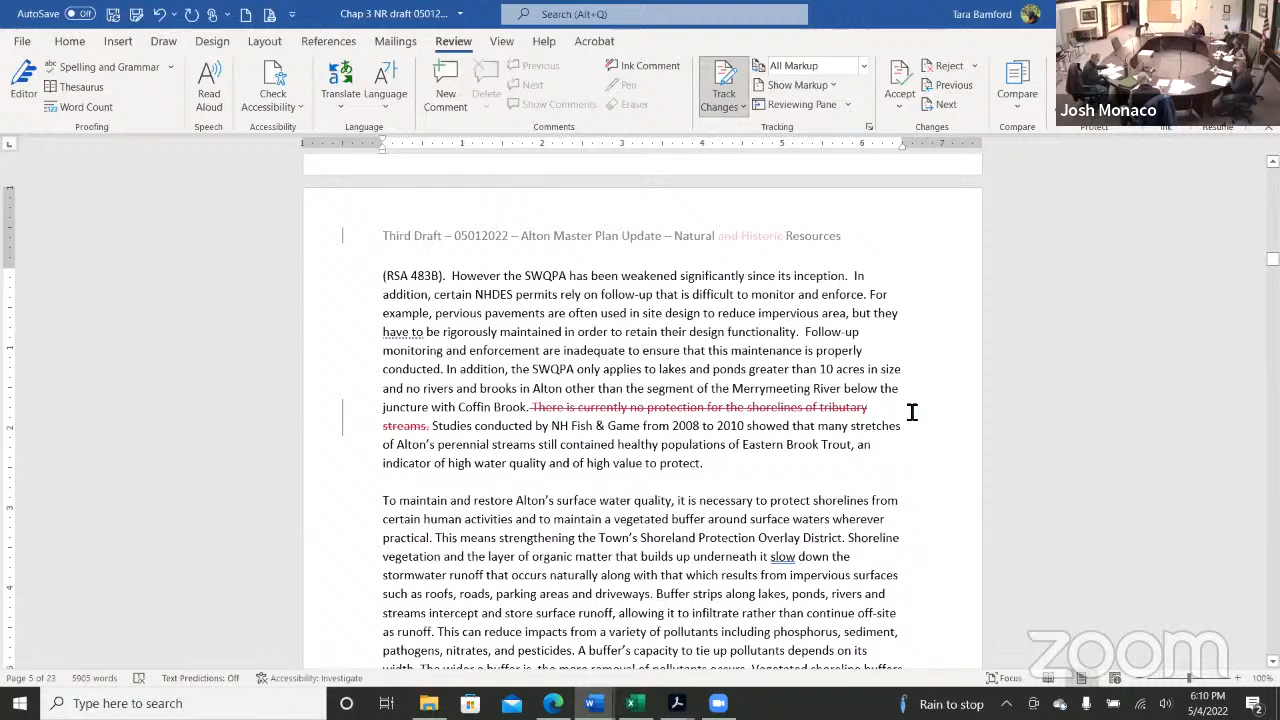 AutoSave Off
Chap 3 NR draft 05012...
Search (Alt+Q)
Tara Bamford
File Home Insert Draw Design Layout References Mailings Review View Help Acrobat
Editor
Spelling and Grammar
Thesaurus
Word Count
Proofing
Read Aloud
Speech
Check Accessibility
Accessibility
Translate Language
Language
New Comment
Delete
Previous
Next
Show Comments
Comments
Ink Comment
Pen
Eraser
Track Changes
All Markup
Show Markup
Reviewing Pane
Tracking
Accept
Reject
Previous
Next
Changes
Compare
Compare
Josh Monaco
Third Draft – 05012022 – Alton Master Plan Update – Natural and Historic Resources
(RSA 483B). However the SWQPA has been weakened significantly since its inception. In
addition, certain NHDES permits rely on follow-up that is difficult to monitor and enforce. For
example, pervious pavements are often used in site design to reduce impervious area, but they
have to be rigorously maintained in order to retain their design functionality. Follow-up
monitoring and enforcement are inadequate to ensure that this maintenance is properly
conducted. In addition, the SWQPA only applies to lakes and ponds greater than 10 acres in size
and no rivers and brooks in Alton other than the segment of the Merrymeeting River below the
juncture with Coffin Brook. There is currently no protection for the shorelines of tributary
streams. Studies conducted by NH Fish & Game from 2008 to 2010 showed that many stretches
of Alton's perennial streams still contained healthy populations of Eastern Brook Trout, an
indicator of high water quality and of high value to protect.
To maintain and restore Alton's surface water quality, it is necessary to protect shorelines from
certain human activities and to maintain a vegetated buffer around surface waters wherever
practical. This means strengthening the Town's Shoreland Protection Overlay District. Shoreline
vegetation and the layer of organic matter that builds up underneath it slow down the
stormwater runoff that occurs naturally along with that which results from impervious surfaces
such as roofs, roads, parking areas and driveways. Buffer strips along lakes, ponds, rivers and
streams intercept and store surface runoff, allowing it to infiltrate rather than continue off-site
as runoff. This can reduce impacts from a variety of pollutants including phosphorus, sediment,
pathogens, nitrates, and pesticides. A buffer's capacity to tie up pollutants depends on its
width. The wider a buffer is, the more removal of pollutants occurs. Vegetated shoreline buffers
zoom
Page 5 of 23 5905 words Text Predictions: Off Accessibility: Investigate Focus 100%
Type here to search
Rain to stop
6:10 PM
5/4/2022